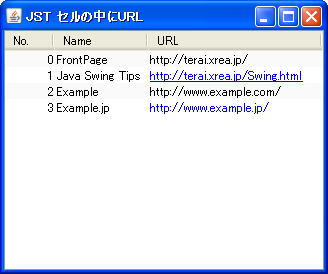 JST セルの中にURL
No. Name URL
0 FrontPage http://terai.xrea.jp/
1 Java Swing Tips http://terai.xrea.jp/Swing.html
2 Example http://www.example.com/
3 Example.jp http://www.example.jp/